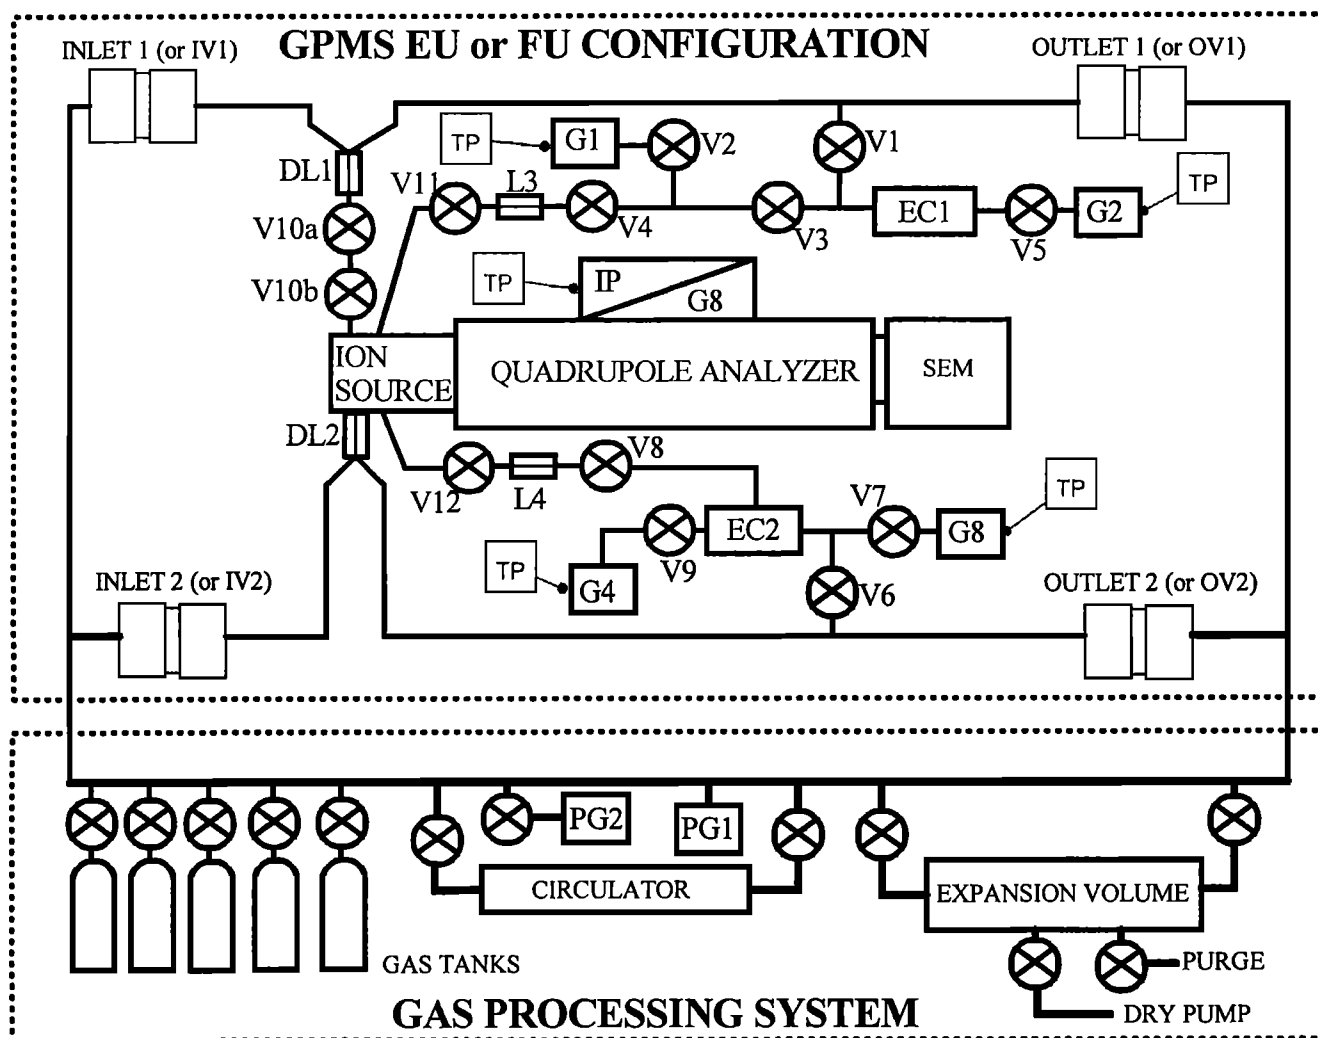 INLET 1 (or IV1)
GPMS EU or FU CONFIGURATION
OUTLET 1 (or OV1)
TP
G1
V2
V1
DL1
V11
L3
TP
V10a
V4
V3
EC1
V5
G2
V10b
TP
IP
G8
ION
SOURCE
QUADRUPOLE ANALYZER
SEM
DL2
V8
V12
L4
V7
TP
EC2
G8
TP
V9
G4
V6
INLET 2 (or IV2)
OUTLET 2 (or OV2)
PG2
PG1
CIRCULATOR
EXPANSION VOLUME
GAS TANKS
PURGE
GAS PROCESSING SYSTEM
DRY PUMP